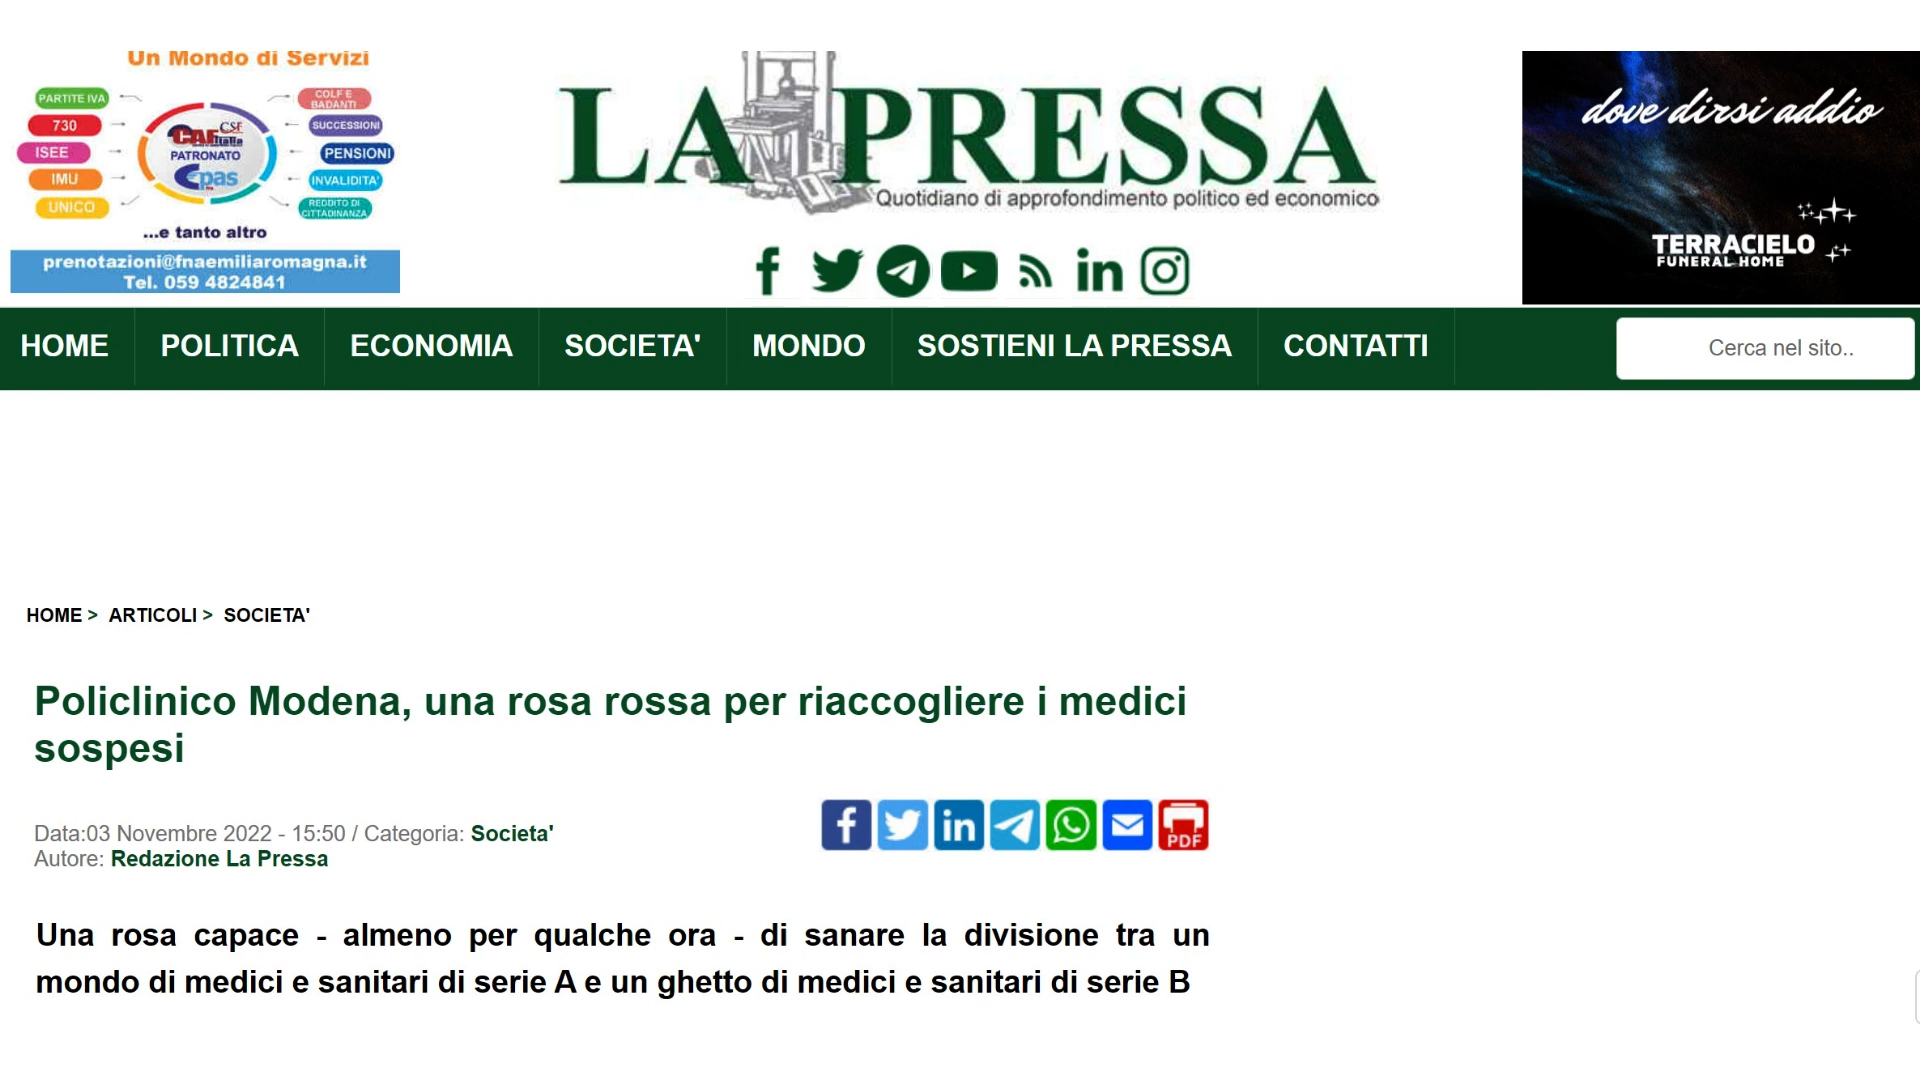 Un Mondo di Servizi
PARTITE IVA
730
ISEE
IMU
UNICO
CAF Italia
CSF
PATRONATO
epas
COLF E
BADANTI
SUCCESSIONI
PENSIONI
INVALIDITA'
REDDITO DI
CITTADINANZA
...e tanto altro
prenotazioni@fnaemiliaromagna.it
Tel. 059 4824841
LA PRESSA
Quotidiano di approfondimento politico ed economico
dove dirsi addio
TERRACIELO
FUNERAL HOME
HOME POLITICA ECONOMIA SOCIETA' MONDO SOSTIENI LA PRESSA CONTATTI Cerca nel sito..
HOME > ARTICOLI > SOCIETA'
Policlinico Modena, una rosa rossa per riaccogliere i medici
sospesi
Data:03 Novembre 2022 - 15:50 / Categoria: Societa'
Autore: Redazione La Pressa
PDF
Una rosa capace - almeno per qualche ora - di sanare la divisione tra un
mondo di medici e sanitari di serie A e un ghetto di medici e sanitari di serie B